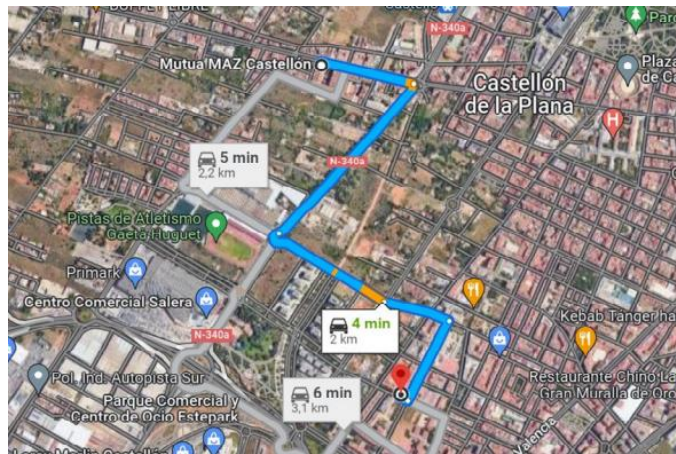 N-340a
Mutua MAZ Castellón
Castellón
de la Plana
Plaza
N-340a
5 min
2,2 km
Pistas de Atletismo
Gaetà Huguet
Primark
Centro Comercial Salera
N-340a
4 min
2 km
Kebab Tanger
Pol. Ind. Autopista Sur
6 min
3,1 km
Restaurante Chino La
Gran Muralla de Oro
Parque Comercial y
Centro de Ocio Estepark
Valencia